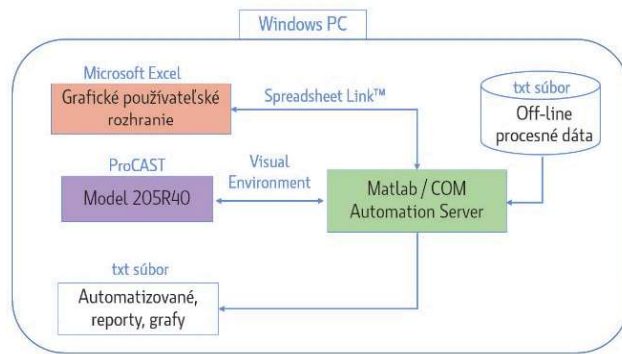 Windows PC
Microsoft Excel
Grafické používateľské
rozhranie
Spreadsheet Link™
txt súbor
Off-line
procesné dáta
ProCAST
Model 205R40
Visual
Environment
Matlab / COM
Automation Server
txt súbor
Automatizované,
reporty, grafy